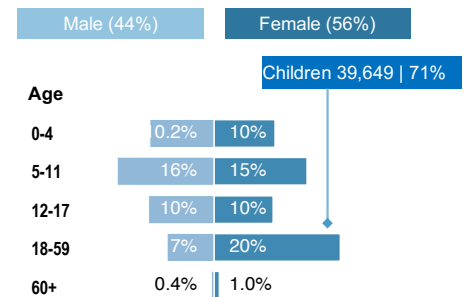 Male (44%) Female (56%)
Children 39,649 | 71%
Age
0-4 0.2% 10%
5-11 16% 15%
12-17 10% 10%
18-59 7% 20%
60+ 0.4% 1.0%